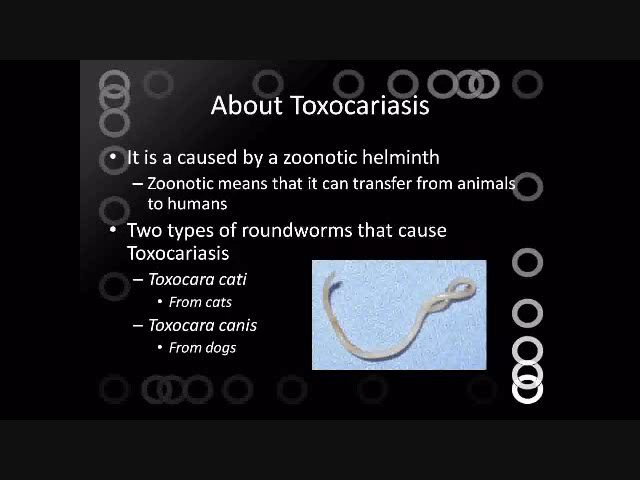 About Toxocariasis
• It is a caused by a zoonotic helminth
– Zoonotic means that it can transfer from animals
to humans
• Two types of roundworms that cause
Toxocariasis
– Toxocara cati
• From cats
– Toxocara canis
• From dogs